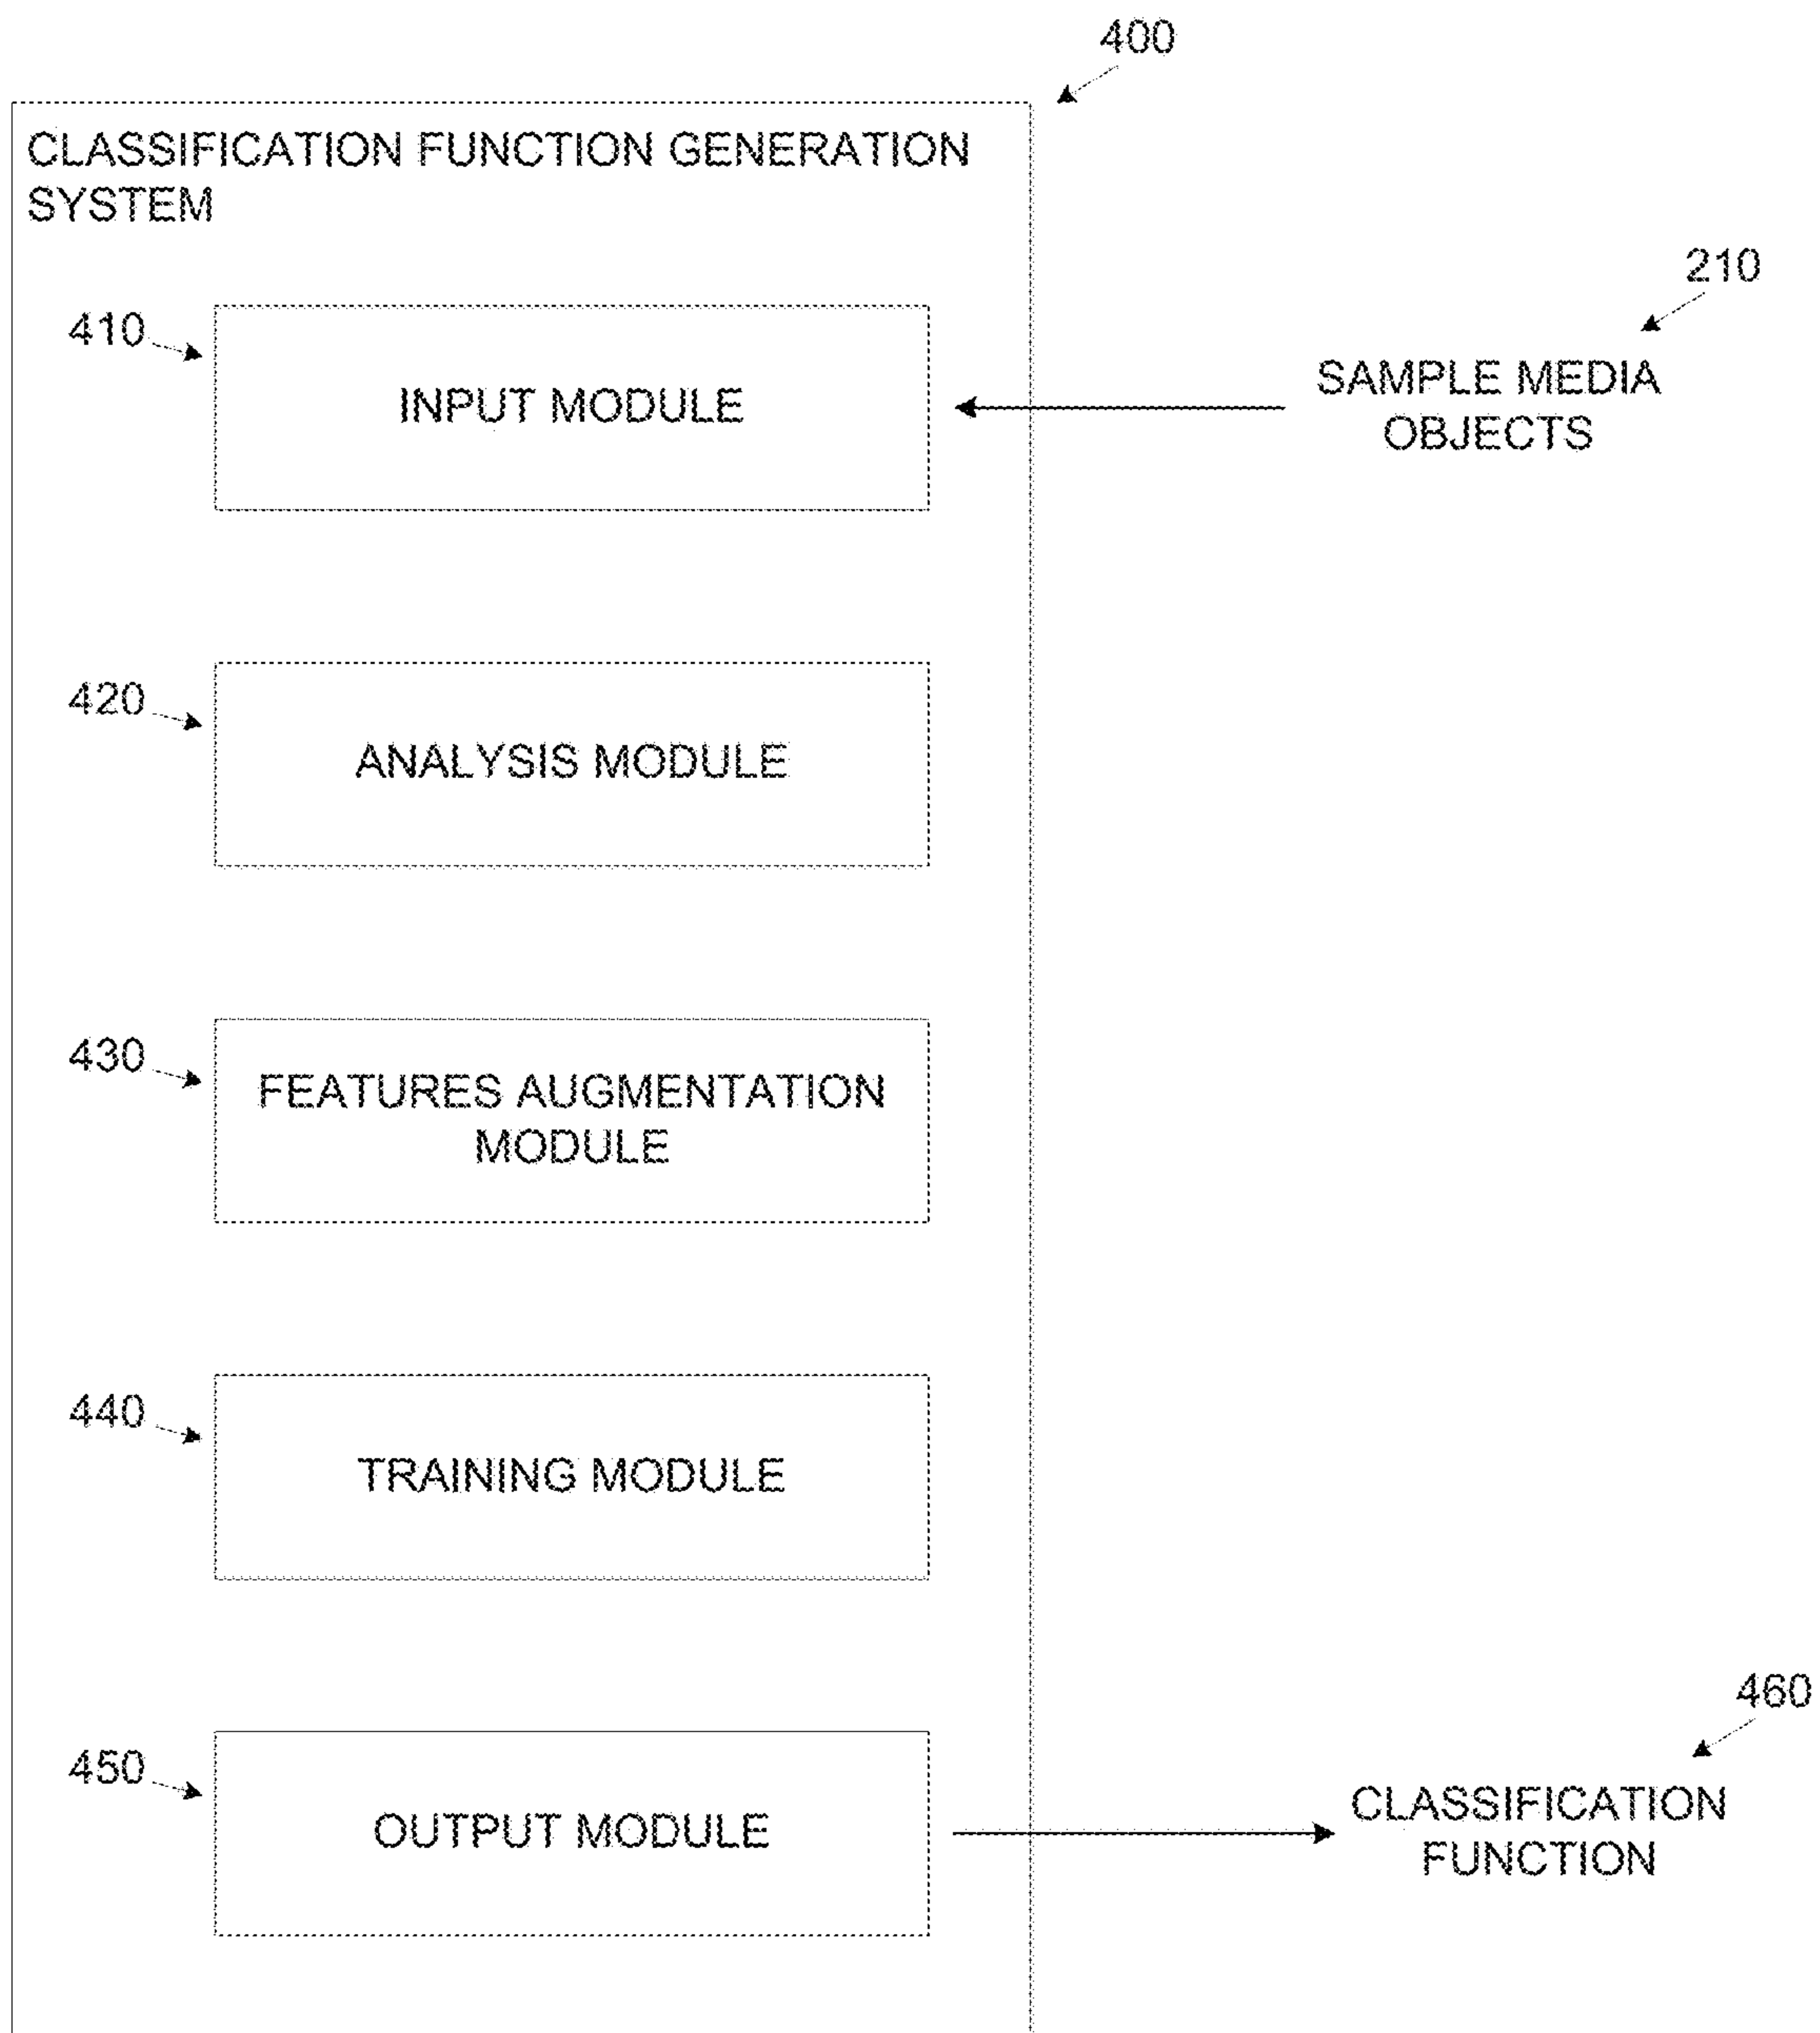 400
CLASSIFICATION FUNCTION GENERATION
SYSTEM
210
410
INPUT MODULE
SAMPLE MEDIA
OBJECTS
420
ANALYSIS MODULE
430
FEATURES AUGMENTATION
MODULE
440
TRAINING MODULE
460
450
OUTPUT MODULE
CLASSIFICATION
FUNCTION